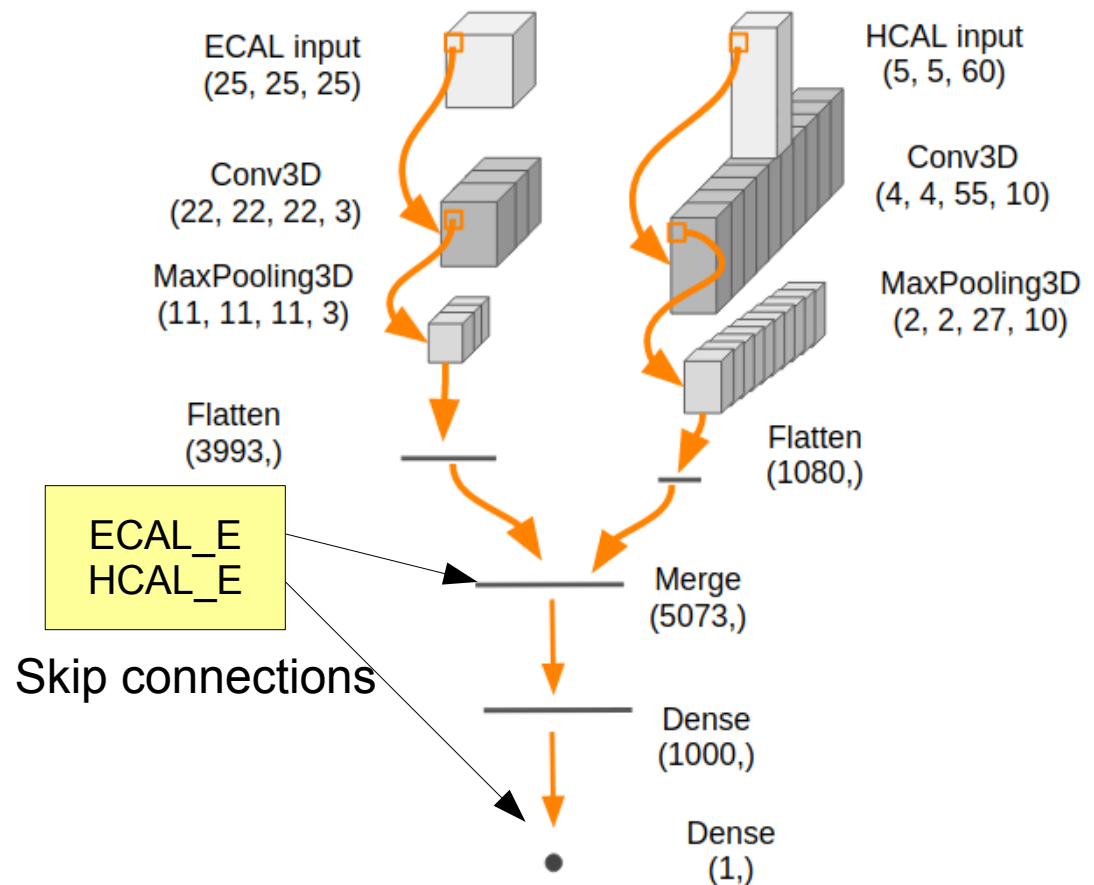 ECAL input
(25, 25, 25)
HCAL input
(5, 5, 60)
Conv3D
(22, 22, 22, 3)
Conv3D
(4, 4, 55, 10)
MaxPooling3D
(11, 11, 11, 3)
MaxPooling3D
(2, 2, 27, 10)
Flatten
(3993,)
Flatten
(1080,)
ECAL_E
HCAL_E
Skip connections
Merge
(5073,)
Dense
(1000,)
Dense
(1,)